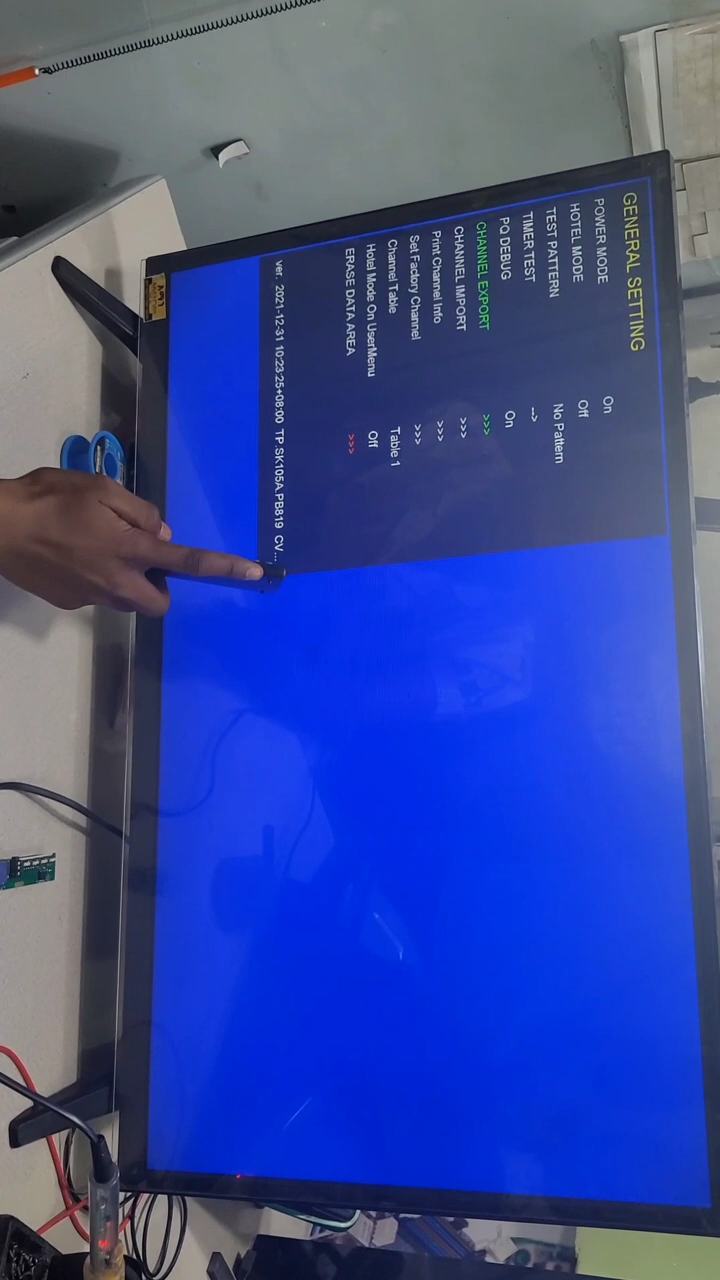 GENERAL SETTING
POWER MODE On
HOTEL MODE Off
TEST PATTERN No Pattern
TIMER TEST -->
PQ DEBUG On
CHANNEL EXPORT >>>
CHANNEL IMPORT >>>
Print Channel Info >>>
Set Factory Channel >>>
Channel Table Table 1
Hotel Mode On UserMenu Off
ERASE DATA AREA >>>
ver. 2021-12-31 10:23:25+08:00 TP.SK105A.PB819 CV...